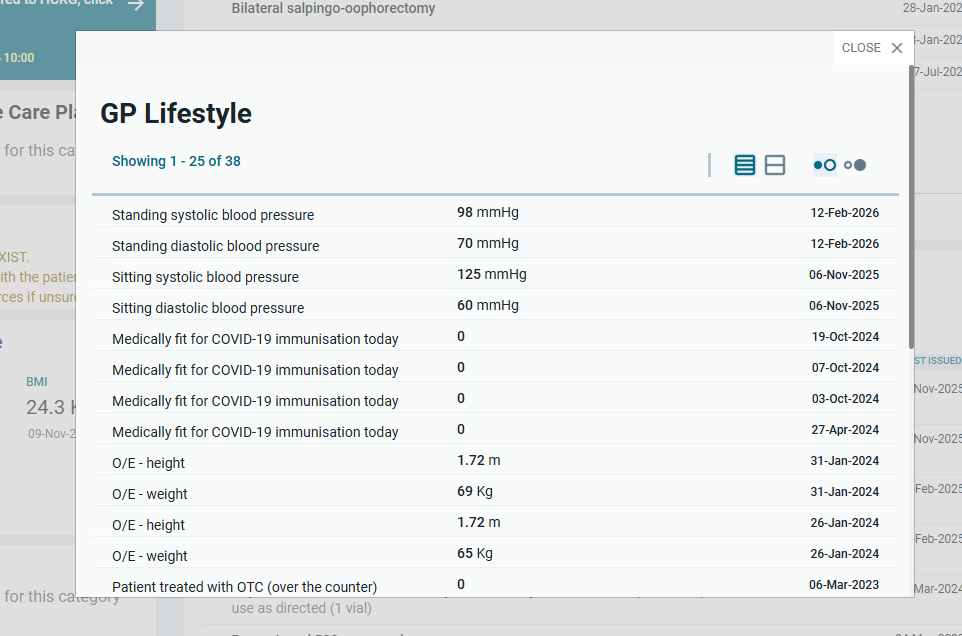 Bilateral salpingo-oophorectomy
28-Jan-202
to HURG, click
-Jan-202
CLOSE
10:00
7-Jul-202
e Care Pla
GP Lifestyle
for this ca
Showing 1 - 25 of 38
Standing systolic blood pressure 98 mmHg 12-Feb-2026
Standing diastolic blood pressure 70 mmHg 12-Feb-2026
XIST.
Sitting systolic blood pressure 125 mmHg 06-Nov-2025
ith the patien
rces if unsure
Sitting diastolic blood pressure 60 mmHg 06-Nov-2025
Medically fit for COVID-19 immunisation today 0 19-Oct-2024
e
ST ISSUED
Medically fit for COVID-19 immunisation today 0 07-Oct-2024
BMI
Nov-2025
Medically fit for COVID-19 immunisation today 0 03-Oct-2024
24.3 K
09-Nov-2
Medically fit for COVID-19 immunisation today 0 27-Apr-2024
Nov-2025
O/E - height 1.72 m 31-Jan-2024
O/E - weight 69 Kg 31-Jan-2024
Feb-2025
O/E - height 1.72 m 26-Jan-2024
Feb-2025
O/E - weight 65 Kg 26-Jan-2024
Patient treated with OTC (over the counter) 0 06-Mar-2023
Mar-2024
for this category
use as directed (1 vial)